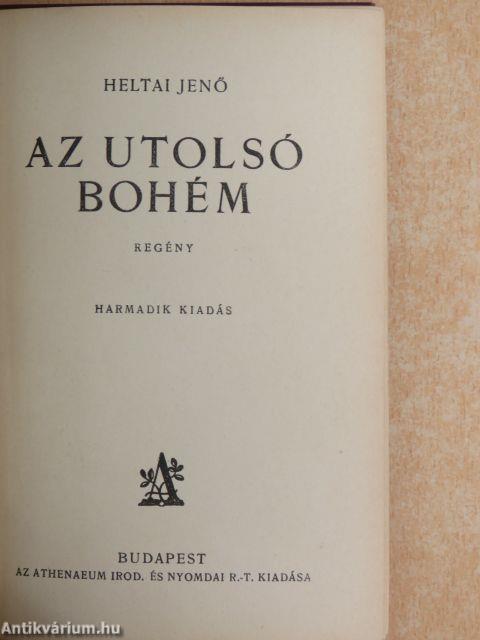 HELTAI JENŐ
AZ UTOLSÓ
BOHÉM
REGÉNY
HARMADIK KIADÁS
A
BUDAPEST
AZ ATHENAEUM IROD. ÉS NYOMDAI R.-T. KIADÁSA
Antikvárium.hu